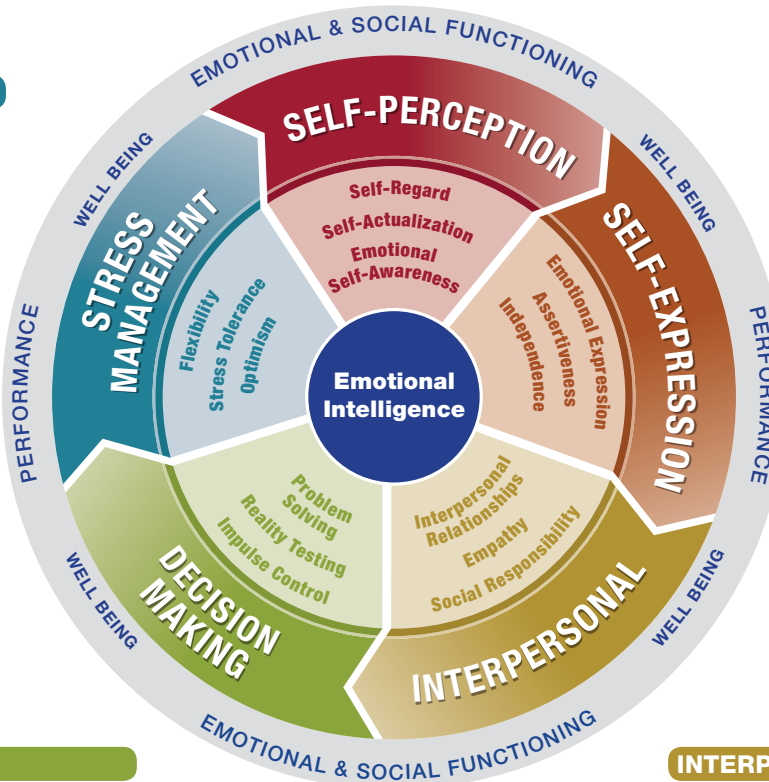 EMOTIONAL & SOCIAL FUNCTIONING
WELL BEING
WELL BEING
PERFORMANCE
PERFORMANCE
SELF-PERCEPTION
Self-Regard
Self-Actualization
Emotional
Self-Awareness
SELF-EXPRESSION
Emotional Expression
Assertiveness
Independence
STRESS
MANAGEMENT
Flexibility
Stress Tolerance
Optimism
Emotional
Intelligence
Interpersonal
Relationships
Empathy
Social Responsibility
INTERPERSONAL
Problem
Solving
Reality Testing
Impulse Control
DECISION
MAKING
WELL BEING
WELL BEING
EMOTIONAL & SOCIAL FUNCTIONING
INTERP